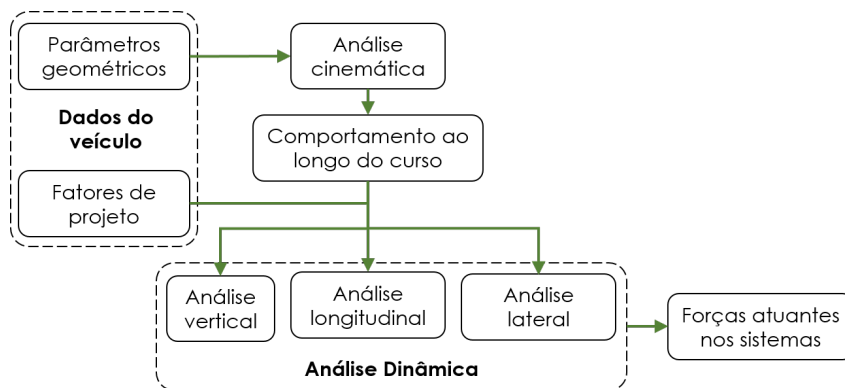 Parâmetros
geométricos
Análise
cinemática
Dados do
veículo
Comportamento ao
longo do curso
Fatores de
projeto
Análise
vertical
Análise
longitudinal
Análise
lateral
Forças atuantes
nos sistemas
Análise Dinâmica